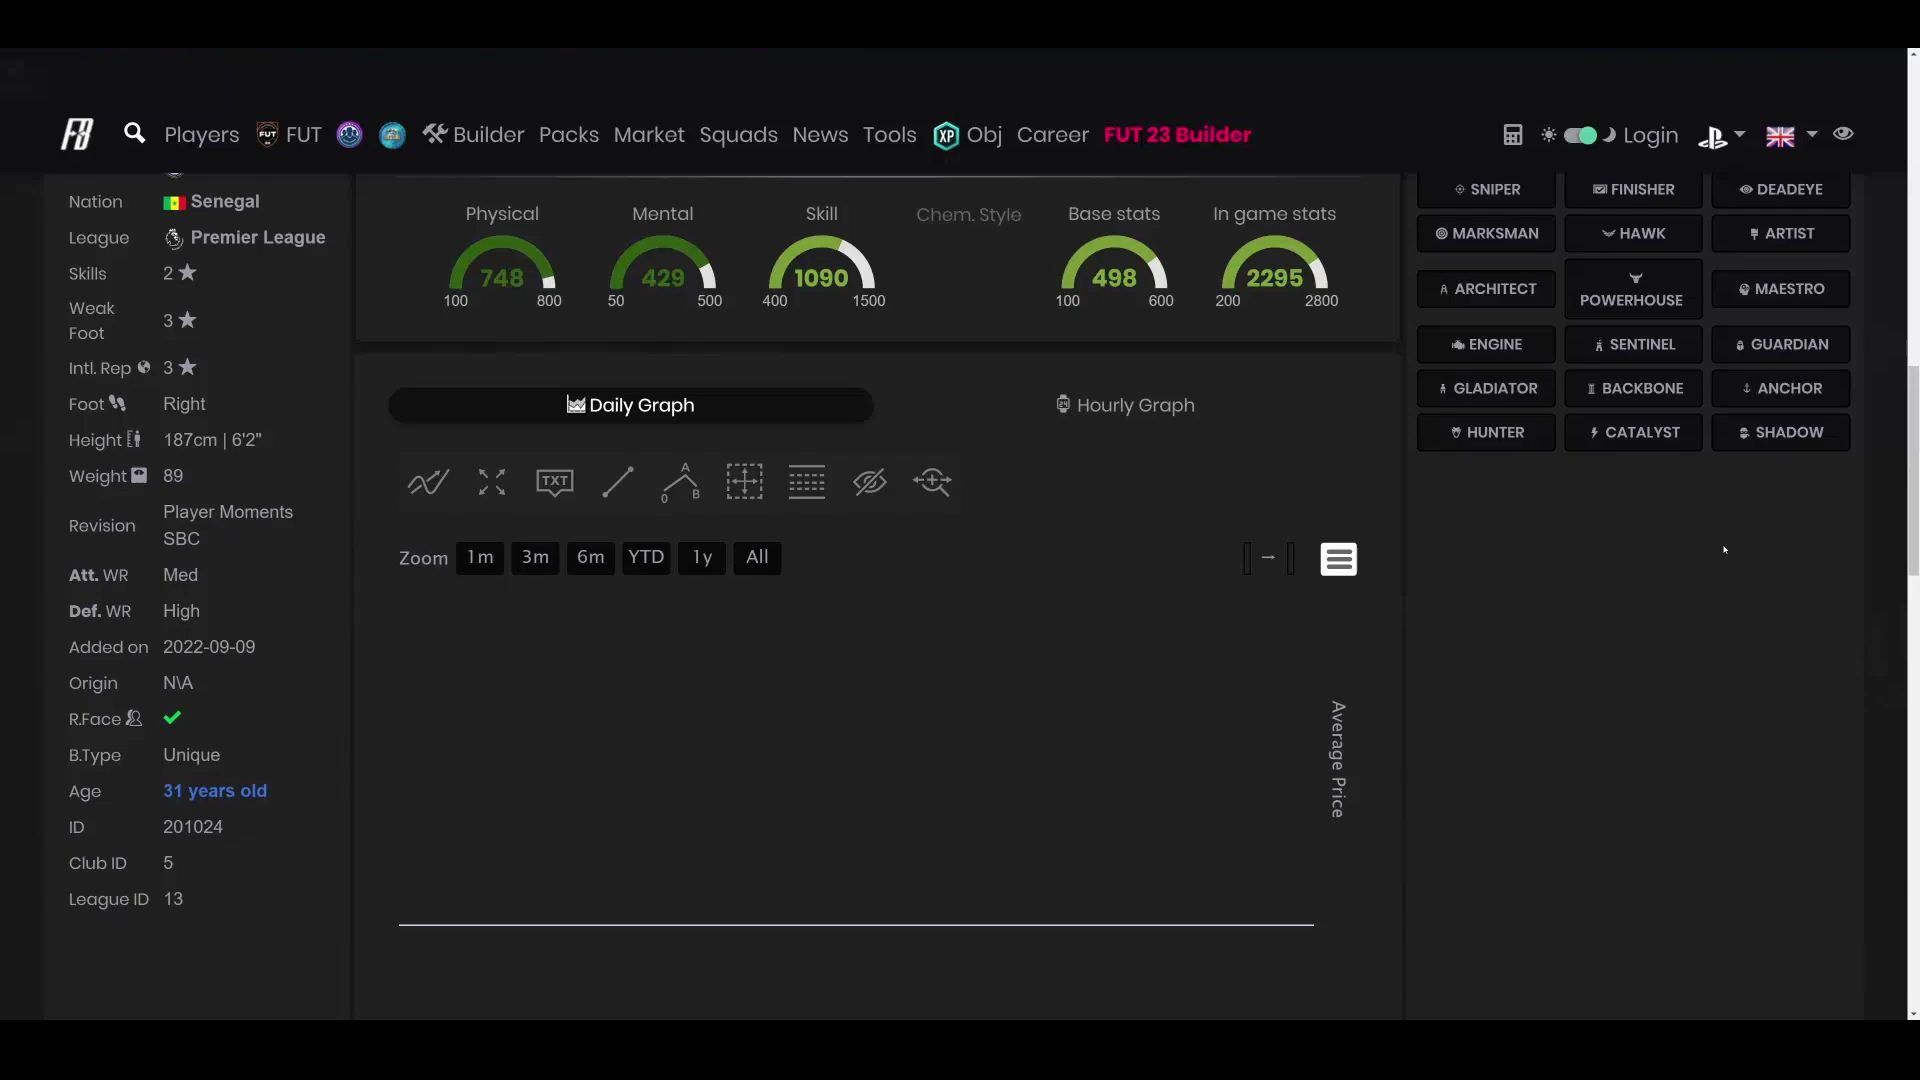 Players FUT Builder Packs Market Squads News Tools XP Obj Career FUT 23 Builder Login
Nation Senegal
League Premier League
Skills 2
Weak Foot 3
Intl. Rep 3
Foot Right
Height 187cm | 6'2"
Weight 89
Revision Player Moments SBC
Att. WR Med
Def. WR High
Added on 2022-09-09
Origin N\A
R.Face
B.Type Unique
Age 31 years old
ID 201024
Club ID 5
League ID 13
Physical Mental Skill Chem. Style Base stats In game stats
748 429 1090 498 2295
100 800 50 500 400 1500 100 600 200 2800
Daily Graph Hourly Graph
TXT
A
0 B
Zoom 1m 3m 6m YTD 1y All →
Average Price
SNIPER FINISHER DEADEYE
MARKSMAN HAWK ARTIST
ARCHITECT POWERHOUSE MAESTRO
ENGINE SENTINEL GUARDIAN
GLADIATOR BACKBONE ANCHOR
HUNTER CATALYST SHADOW